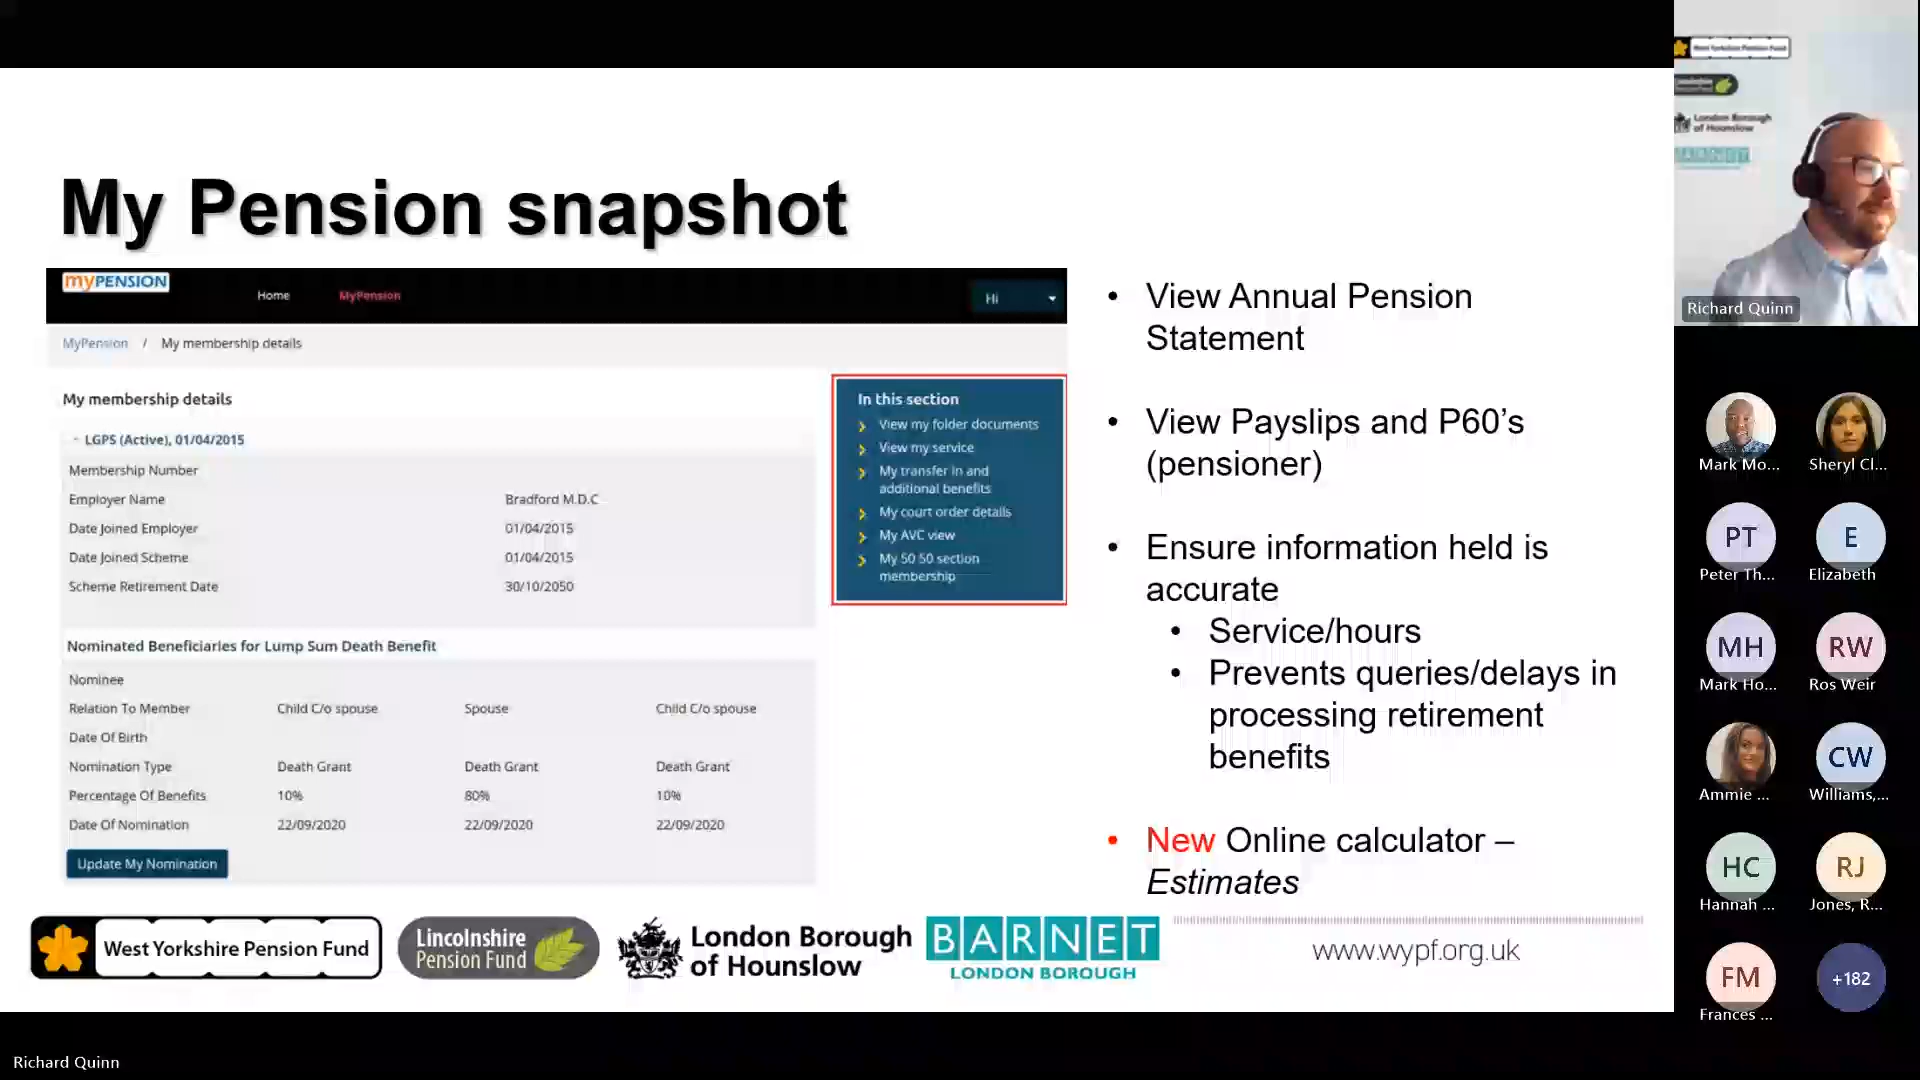 My Pension snapshot
myPENSION
Home
MyPension
Hi
MyPension / My membership details
My membership details
- LGPS (Active), 01/04/2015
Membership Number
Employer Name Bradford M.D.C
Date Joined Employer 01/04/2015
Date Joined Scheme 01/04/2015
Scheme Retirement Date 30/10/2050
Nominated Beneficiaries for Lump Sum Death Benefit
Nominee
Relation To Member Child C/o spouse Spouse Child C/o spouse
Date Of Birth
Nomination Type Death Grant Death Grant Death Grant
Percentage Of Benefits 10% 80% 10%
Date Of Nomination 22/09/2020 22/09/2020 22/09/2020
Update My Nomination
In this section
View my folder documents
View my service
My transfer in and
additional benefits
My court order details
My AVC view
My 50 50 section
membership
• View Annual Pension
Statement
• View Payslips and P60’s
(pensioner)
• Ensure information held is
accurate
• Service/hours
• Prevents queries/delays in
processing retirement
benefits
• New Online calculator –
Estimates
West Yorkshire Pension Fund
Lincolnshire
Pension Fund
London Borough
of Hounslow
BARNET
LONDON BOROUGH
www.wypf.org.uk
West Yorkshire Pension Fund
London Borough
of Hounslow
BARNET
Richard Quinn
Mark Mo...
Sheryl Cl...
PT
Peter Th...
E
Elizabeth
MH
Mark Ho...
RW
Ros Weir
Ammie ...
CW
Williams,...
HC
Hannah ...
RJ
Jones, R...
FM
Frances ...
+182
Richard Quinn